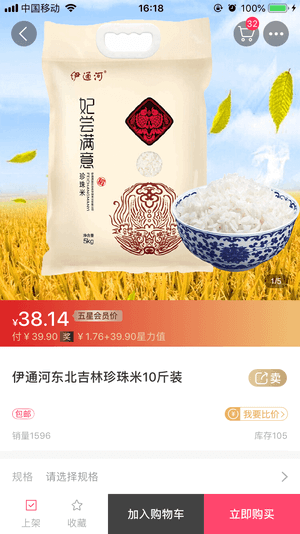 中国移动
16:18
100%
32
伊通河
妃尝满意
珍珠米
净含量
5kg
1/5
¥38.14 五星会员价
付￥39.90 奖 ￥1.76+39.90星力值
伊通河东北吉林珍珠米10斤装
卖
包邮
我要比价>
销量1596
库存105
规格 请选择规格
上架
收藏
加入购物车
立即购买